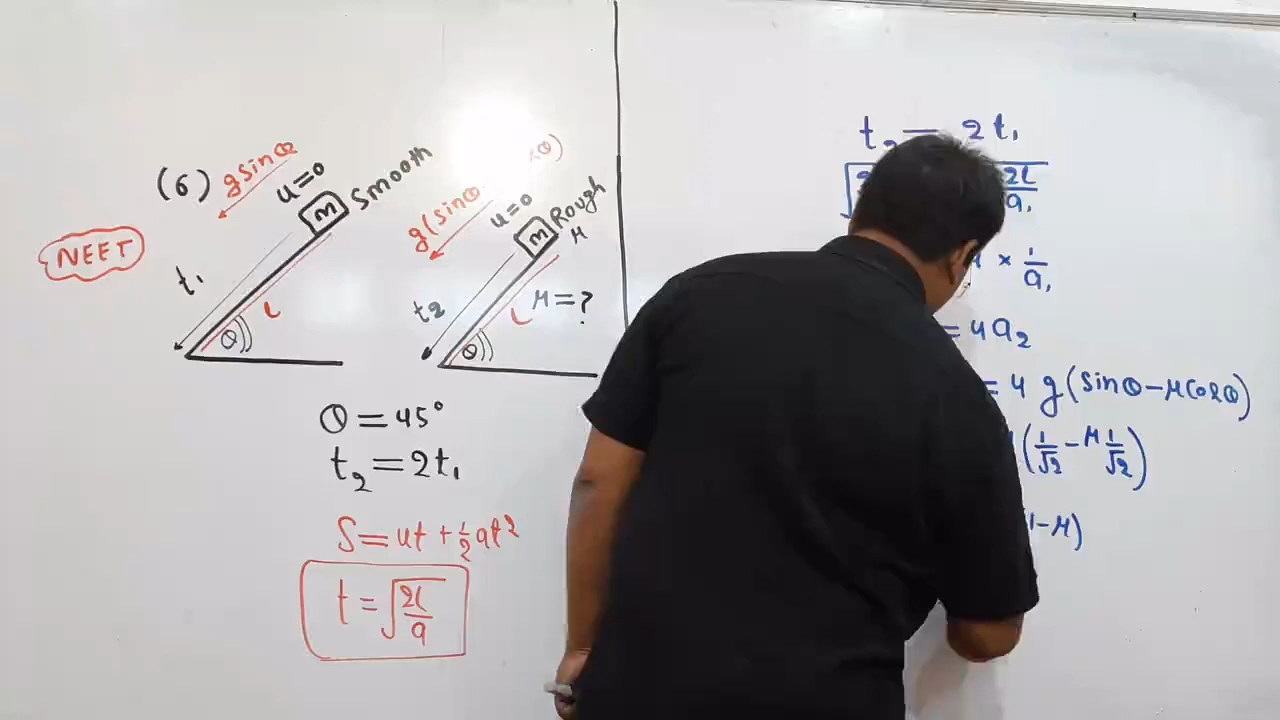 (6) gsinθ u=0 m Smooth
NEET
t₁ L θ
g(sinθ θ) u=0 m Rough μ
t₂ μ=? L θ
θ=45°
t₂=2t₁
S=ut+½at²
t=√(2l/a)
t₂ = 2t₁
√ 2l/a₁
× 1/a₁
= 4a₂
= 4 g(sinθ-μcosθ)
(1/√2-μ 1/√2)
1-μ)